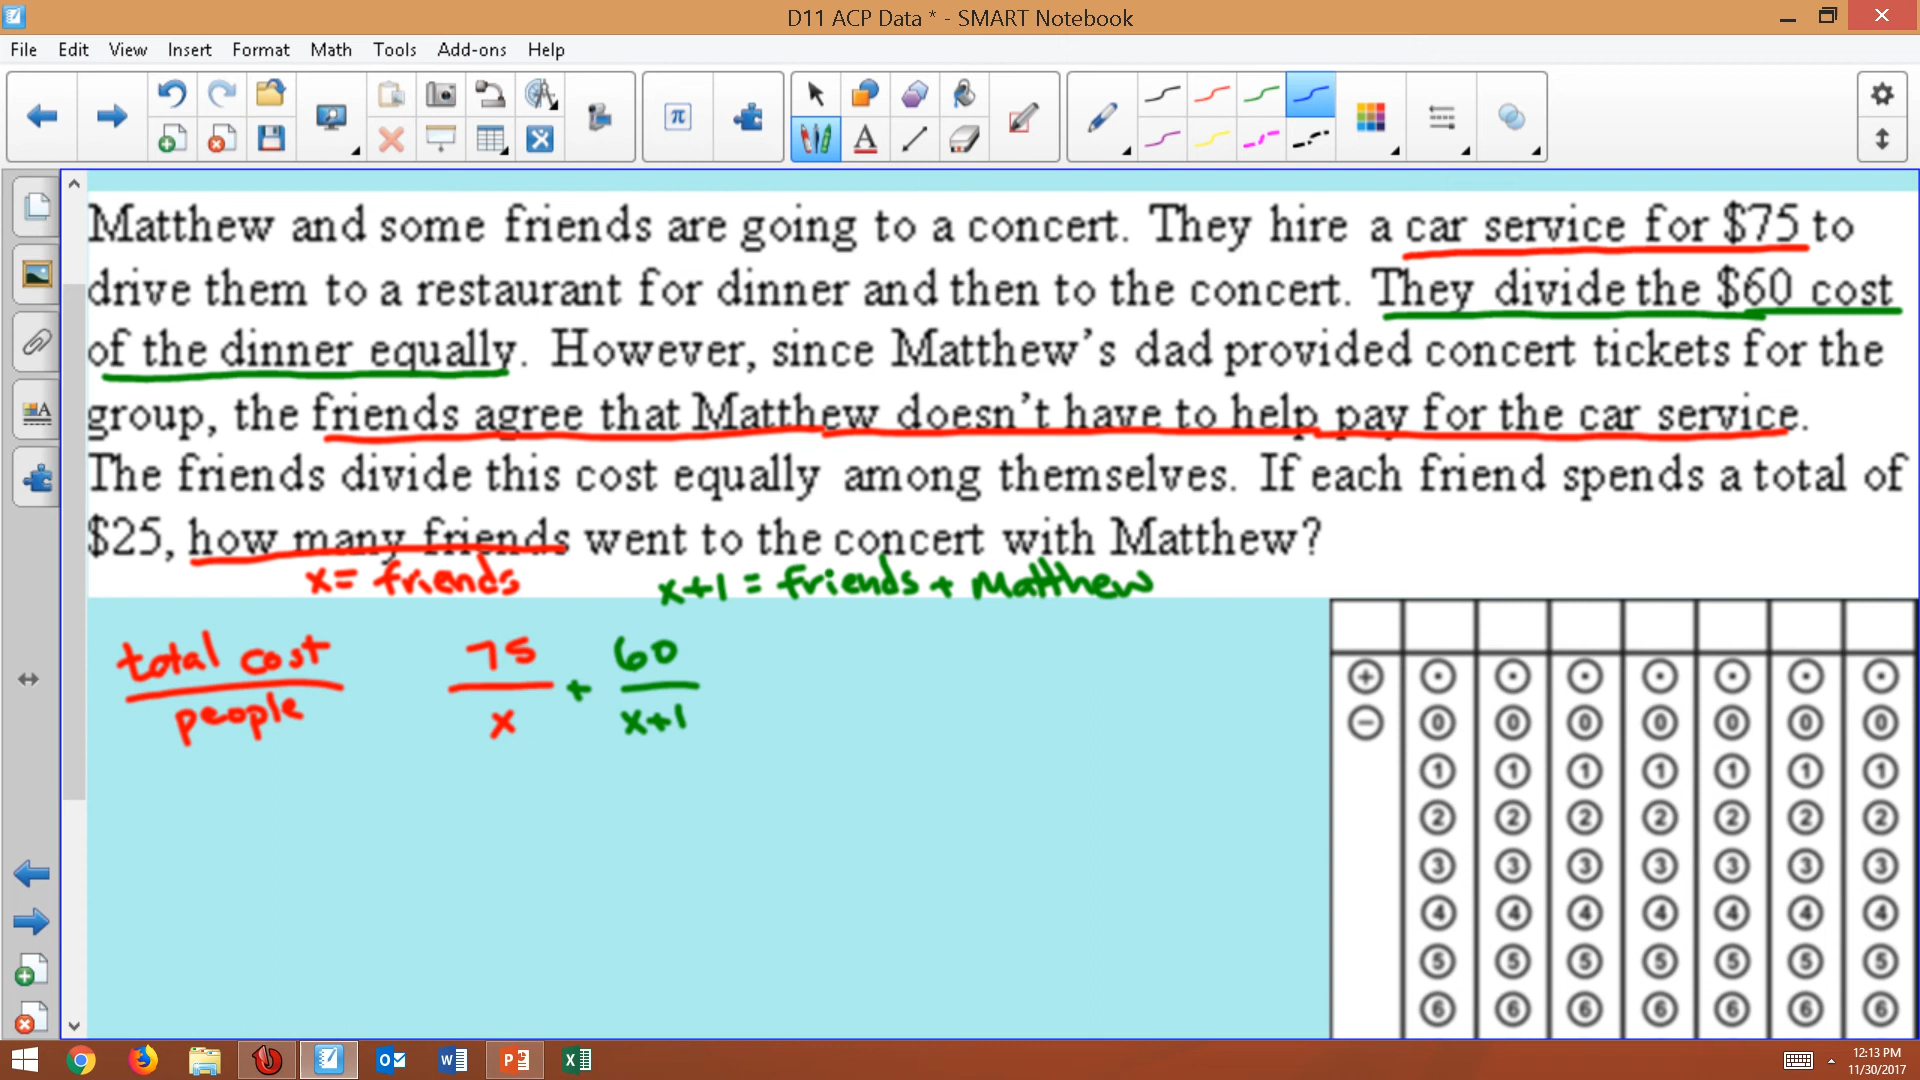 D11 ACP Data * - SMART Notebook
File Edit View Insert Format Math Tools Add-ons Help
Matthew and some friends are going to a concert. They hire a car service for $75 to
drive them to a restaurant for dinner and then to the concert. They divide the $60 cost
of the dinner equally. However, since Matthew's dad provided concert tickets for the
group, the friends agree that Matthew doesn't have to help pay for the car service.
The friends divide this cost equally among themselves. If each friend spends a total of
$25, how many friends went to the concert with Matthew?
x = friends x+1 = friends + Matthew
total cost 75 + 60
people x x+1
+ • • • • • • •
− 0 0 0 0 0 0 0
1 1 1 1 1 1 1
2 2 2 2 2 2 2
3 3 3 3 3 3 3
4 4 4 4 4 4 4
5 5 5 5 5 5 5
6 6 6 6 6 6 6
12:13 PM
11/30/2017